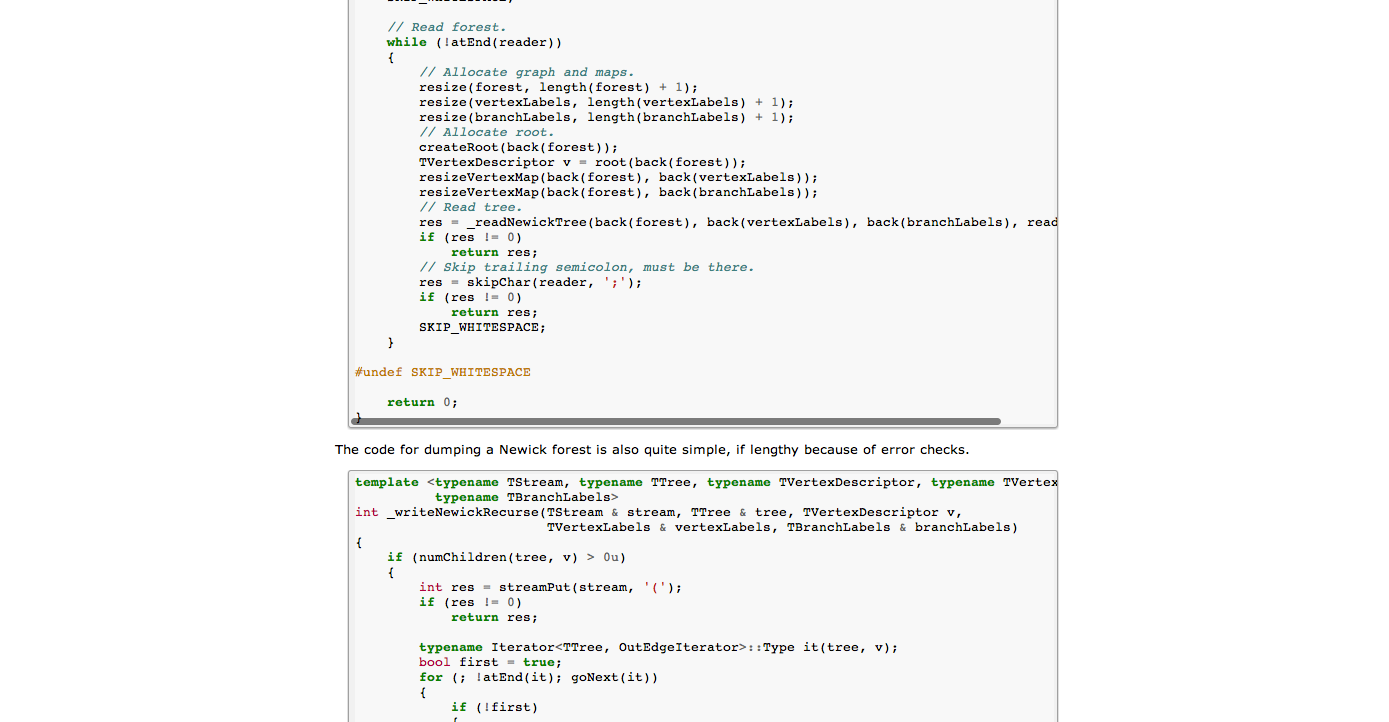 // Read forest.
while (!atEnd(reader))
{
// Allocate graph and maps.
resize(forest, length(forest) + 1);
resize(vertexLabels, length(vertexLabels) + 1);
resize(branchLabels, length(branchLabels) + 1);
// Allocate root.
createRoot(back(forest));
TVertexDescriptor v = root(back(forest));
resizeVertexMap(back(forest), back(vertexLabels));
resizeVertexMap(back(forest), back(branchLabels));
// Read tree.
res = _readNewickTree(back(forest), back(vertexLabels), back(branchLabels), read
if (res != 0)
return res;
// Skip trailing semicolon, must be there.
res = skipChar(reader, ';');
if (res != 0)
return res;
SKIP_WHITESPACE;
}
#undef SKIP_WHITESPACE
return 0;
}
The code for dumping a Newick forest is also quite simple, if lengthy because of error checks.
template <typename TStream, typename TTree, typename TVertexDescriptor, typename TVertex
typename TBranchLabels>
int _writeNewickRecurse(TStream & stream, TTree & tree, TVertexDescriptor v,
TVertexLabels & vertexLabels, TBranchLabels & branchLabels)
{
if (numChildren(tree, v) > 0u)
{
int res = streamPut(stream, '(');
if (res != 0)
return res;
typename Iterator<TTree, OutEdgeIterator>::Type it(tree, v);
bool first = true;
for (; !atEnd(it); goNext(it))
{
if (!first)
{